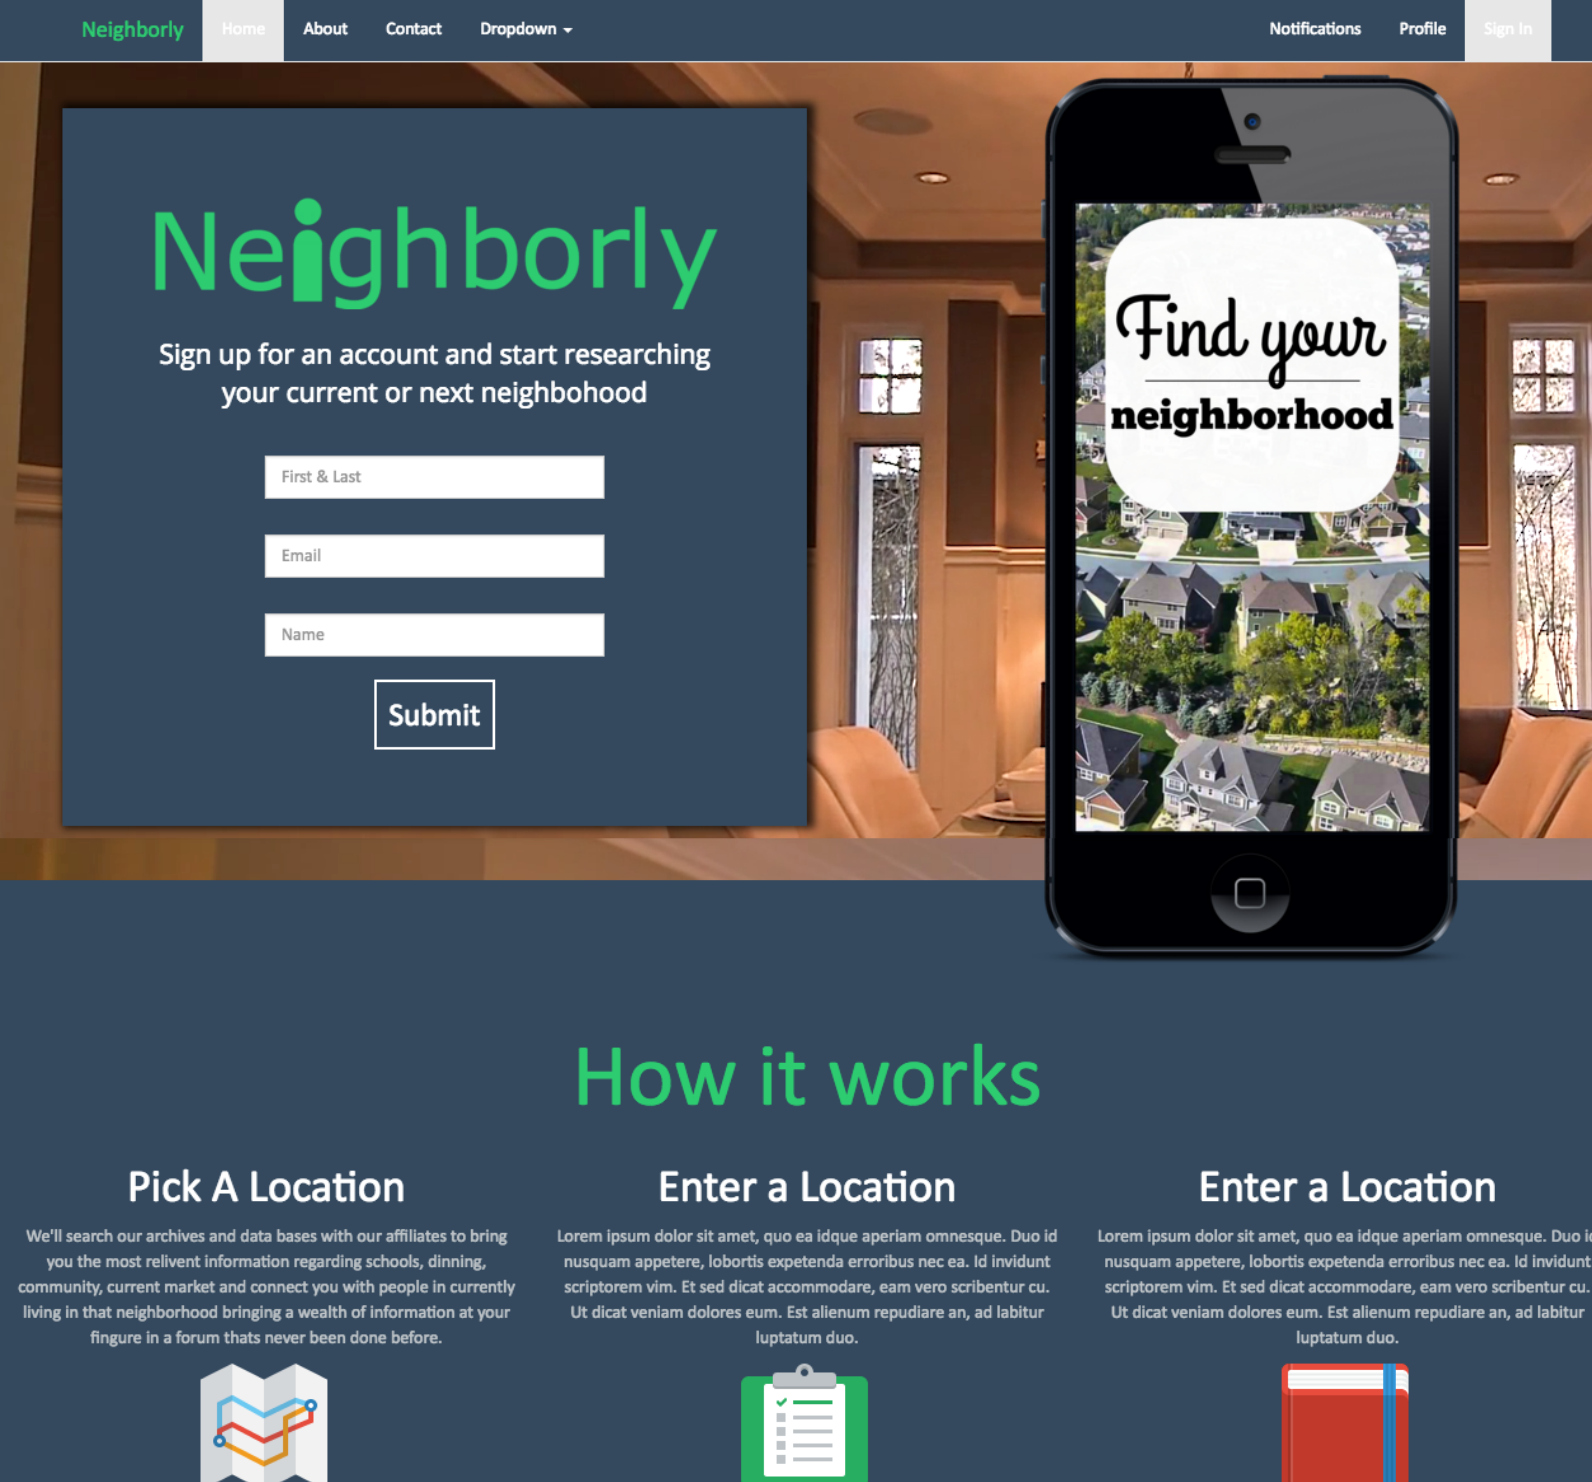 Neighborly Home About Contact Dropdown Notifications Profile Sign In
Neighborly
Sign up for an account and start researching
your current or next neighbohood
First & Last
Email
Name
Submit
Find your
neighborhood
How it works
Pick A Location
We'll search our archives and data bases with our affiliates to bring
you the most relivent information regarding schools, dinning,
community, current market and connect you with people in currently
living in that neighborhood bringing a wealth of information at your
fingure in a forum thats never been done before.
Enter a Location
Lorem ipsum dolor sit amet, quo ea idque aperiam omnesque. Duo id
nusquam appetere, lobortis expetenda erroribus nec ea. Id invidunt
scriptorem vim. Et sed dicat accommodare, eam vero scribentur cu.
Ut dicat veniam dolores eum. Est alienum repudiare an, ad labitur
luptatum duo.
Enter a Location
Lorem ipsum dolor sit amet, quo ea idque aperiam omnesque. Duo id
nusquam appetere, lobortis expetenda erroribus nec ea. Id invidunt
scriptorem vim. Et sed dicat accommodare, eam vero scribentur cu.
Ut dicat veniam dolores eum. Est alienum repudiare an, ad labitur
luptatum duo.